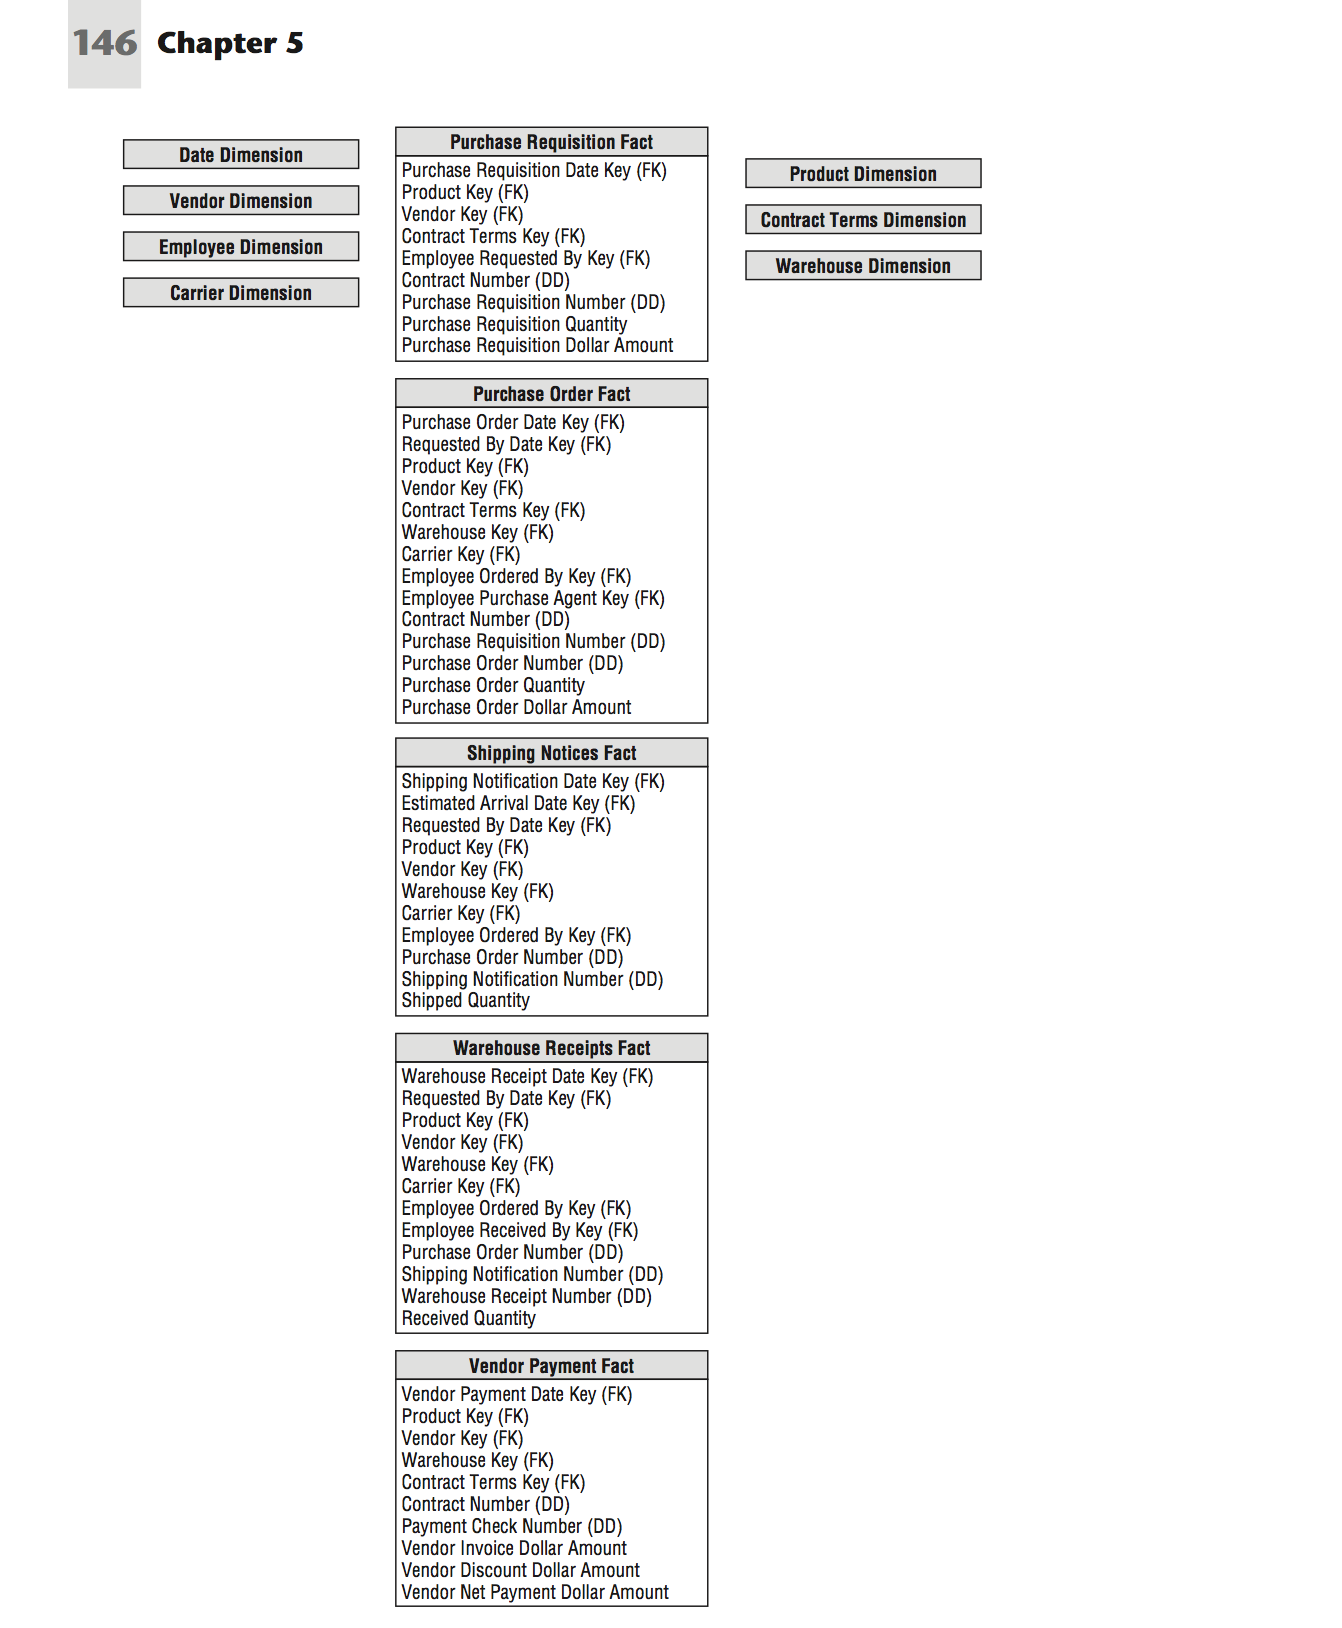 146 Chapter 5
Date Dimension
Vendor Dimension
Employee Dimension
Carrier Dimension
Purchase Requisition Fact
Purchase Requisition Date Key (FK)
Product Key (FK)
Vendor Key (FK)
Contract Terms Key (FK)
Employee Requested By Key (FK)
Contract Number (DD)
Purchase Requisition Number (DD)
Purchase Requisition Quantity
Purchase Requisition Dollar Amount
Product Dimension
Contract Terms Dimension
Warehouse Dimension
Purchase Order Fact
Purchase Order Date Key (FK)
Requested By Date Key (FK)
Product Key (FK)
Vendor Key (FK)
Contract Terms Key (FK)
Warehouse Key (FK)
Carrier Key (FK)
Employee Ordered By Key (FK)
Employee Purchase Agent Key (FK)
Contract Number (DD)
Purchase Requisition Number (DD)
Purchase Order Number (DD)
Purchase Order Quantity
Purchase Order Dollar Amount
Shipping Notices Fact
Shipping Notification Date Key (FK)
Estimated Arrival Date Key (FK)
Requested By Date Key (FK)
Product Key (FK)
Vendor Key (FK)
Warehouse Key (FK)
Carrier Key (FK)
Employee Ordered By Key (FK)
Purchase Order Number (DD)
Shipping Notification Number (DD)
Shipped Quantity
Warehouse Receipts Fact
Warehouse Receipt Date Key (FK)
Requested By Date Key (FK)
Product Key (FK)
Vendor Key (FK)
Warehouse Key (FK)
Carrier Key (FK)
Employee Ordered By Key (FK)
Employee Received By Key (FK)
Purchase Order Number (DD)
Shipping Notification Number (DD)
Warehouse Receipt Number (DD)
Received Quantity
Vendor Payment Fact
Vendor Payment Date Key (FK)
Product Key (FK)
Vendor Key (FK)
Warehouse Key (FK)
Contract Terms Key (FK)
Contract Number (DD)
Payment Check Number (DD)
Vendor Invoice Dollar Amount
Vendor Discount Dollar Amount
Vendor Net Payment Dollar Amount